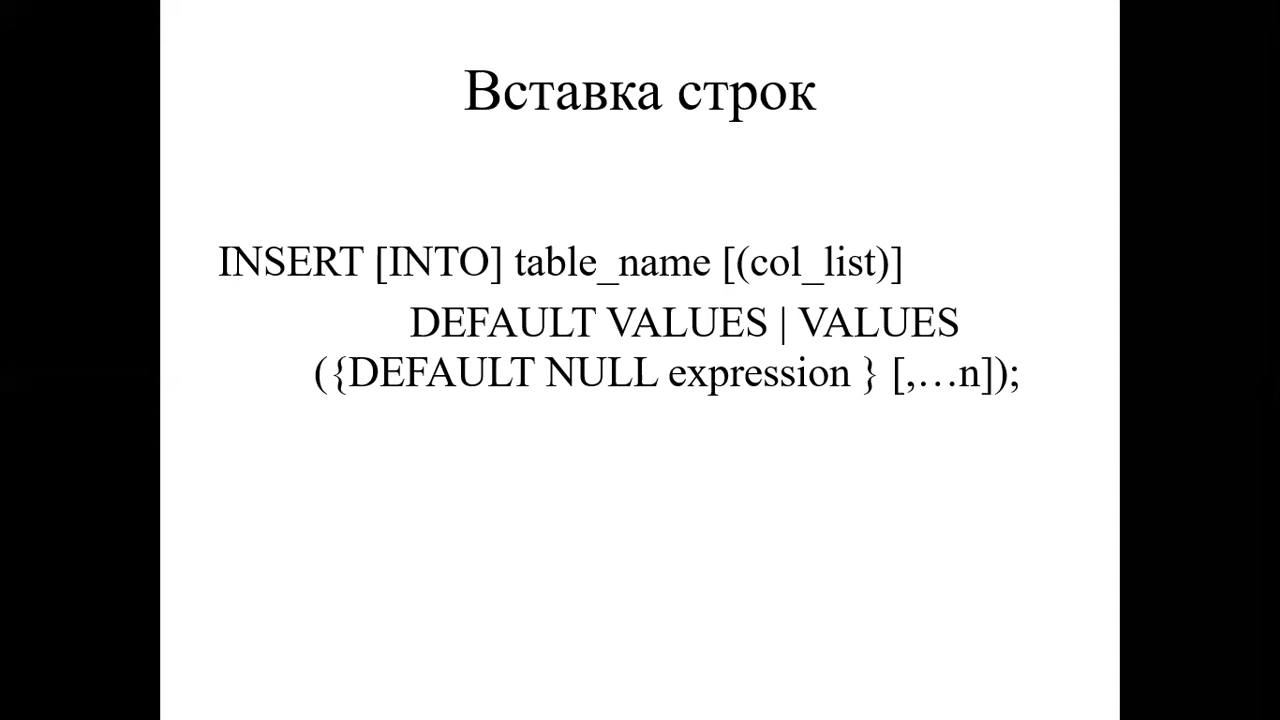 Вставка строк
INSERT [INTO] table_name [(col_list)]
DEFAULT VALUES | VALUES
({DEFAULT NULL expression } [,…n]);